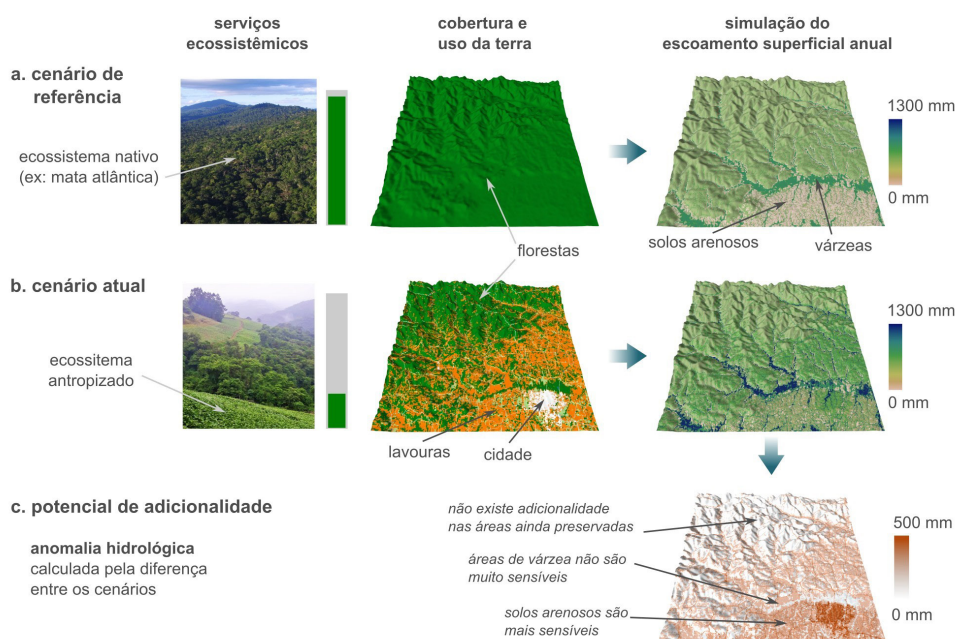 serviços
ecossistêmicos
cobertura e
uso da terra
simulação do
escoamento superficial anual
a. cenário de
referência
ecossistema nativo
(ex: mata atlântica)
1300 mm
0 mm
solos arenosos
várzeas
florestas
b. cenário atual
ecossitema
antropizado
1300 mm
0 mm
lavouras
cidade
c. potencial de adicionalidade
anomalia hidrológica
calculada pela diferença
entre os cenários
não existe adicionalidade
nas áreas ainda preservadas
áreas de várzea não são
muito sensíveis
solos arenosos são
mais sensíveis
500 mm
0 mm